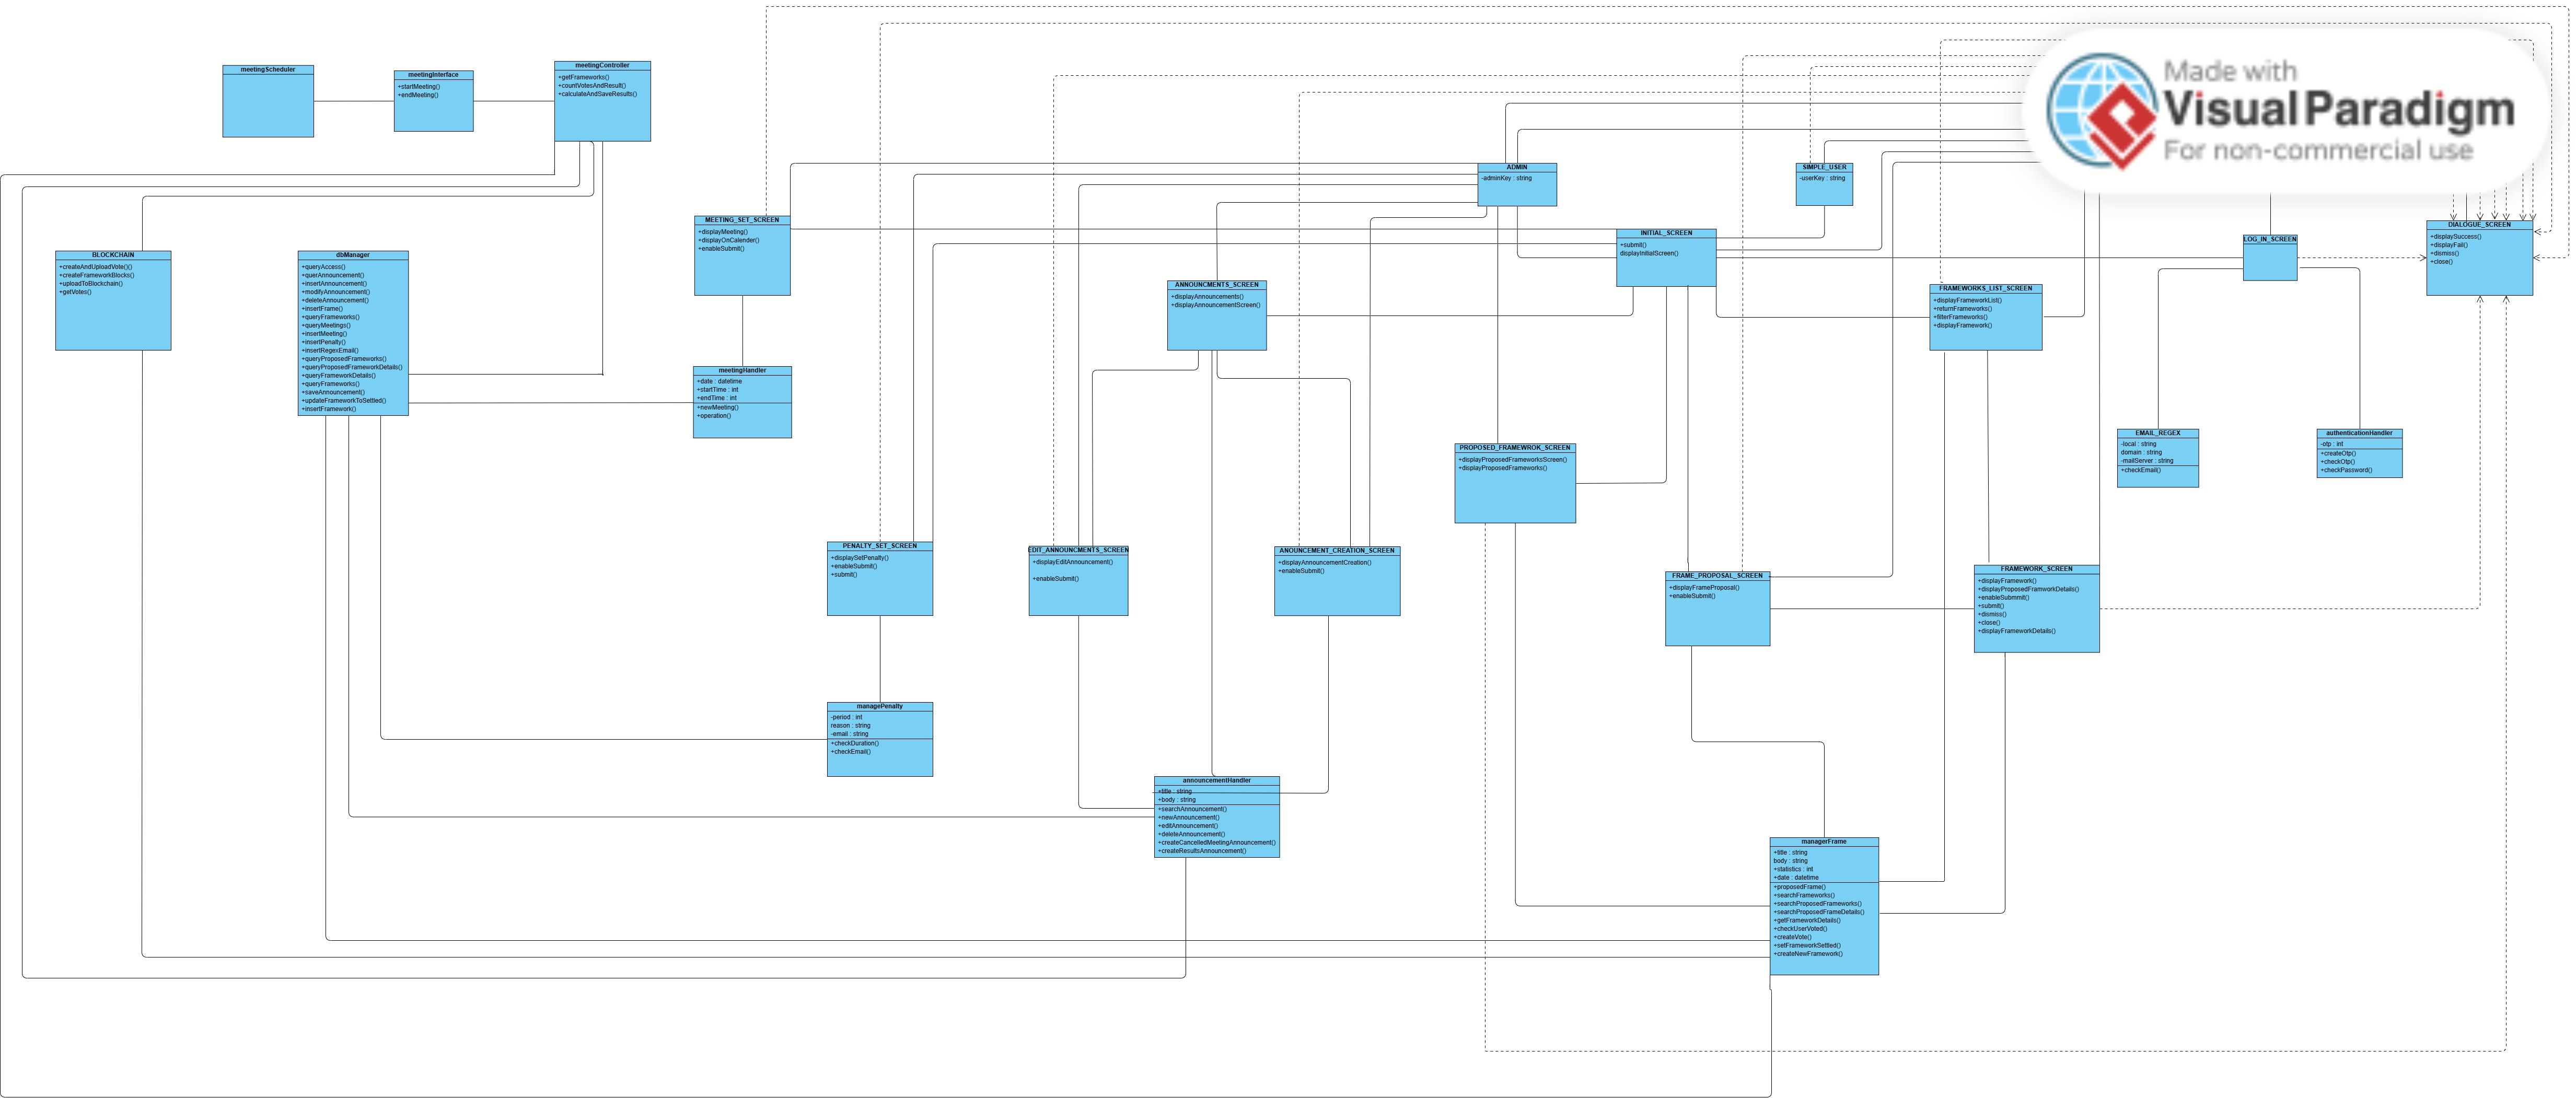 Made with
Visual Paradigm
For non-commercial use
meetingScheduler
meetingInterface
+startMeeting()
+endMeeting()
meetingController
+getFrameworks()
+countVotesAndResult()
+calculateAndSaveResults()
ADMIN
-adminKey : string
SIMPLE_USER
-userKey : string
MEETING_SET_SCREEN
+displayMeeting()
+displayOnCalender()
+enableSubmit()
INITIAL_SCREEN
+submit()
displayInitialScreen()
LOG_IN_SCREEN
DIALOGUE_SCREEN
+displaySuccess()
+displayFail()
+dismiss()
+close()
BLOCKCHAIN
+createAndUploadVote()()
+createFrameworkBlocks()
+uploadToBlockchain()
+getVotes()
dbManager
+queryAccess()
+querAnnouncement()
+insertAnnouncement()
+modifyAnnouncement()
+deleteAnnouncement()
+insertFrame()
+queryFrameworks()
+queryMeetings()
+insertMeeting()
+insertPenalty()
+insertRegexEmail()
+queryProposedFrameworks()
+queryProposedFrameworkDetails()
+queryFrameworkDetails()
+queryFrameworks()
+saveAnnouncement()
+updateFrameworkToSettled()
+insertFramework()
ANNOUNCMENTS_SCREEN
+displayAnnouncements()
+displayAnnouncementScreen()
FRAMEWORKS_LIST_SCREEN
+displayFrameworkList()
+returnFrameworks()
+filterFrameworks()
+displayFramework()
meetingHandler
+date : datetime
+startTime : int
+endTime : int
+newMeeting()
+operation()
EMAIL_REGEX
-local : string
domain : string
-mailServer : string
+checkEmail()
authenticationHandler
-otp : int
+createOtp()
+checkOtp()
+checkPassword()
PROPOSED_FRAMEWROK_SCREEN
+displayProposedFrameworksScreen()
+displayProposedFrameworks()
PENALTY_SET_SCREEN
+displaySetPenalty()
+enableSubmit()
+submit()
EDIT_ANNOUNCMENTS_SCREEN
+displayEditAnnouncement()
+enableSubmit()
ANOUNCEMENT_CREATION_SCREEN
+displayAnnouncementCreation()
+enableSubmit()
FRAME_PROPOSAL_SCREEN
+displayFrameProposal()
+enableSubmit()
FRAMEWORK_SCREEN
+displayFramework()
+displayProposedFramworkDetails()
+enableSubmmit()
+submit()
+dismiss()
+close()
+displayFrameworkDetails()
managePenalty
-period : int
reason : string
-email : string
+checkDuration()
+checkEmail()
announcementHandler
+title : string
+body : string
+searchAnnouncement()
+newAnnouncement()
+editAnnouncement()
+deleteAnnouncement()
+createCancelledMeetingAnnouncement()
+createResultsAnnouncement()
managerFrame
+title : string
body : string
+statistics : int
+date : datetime
+proposedFrame()
+searchFrameworks()
+searchProposedFrameworks()
+searchProposedFrameDetails()
+getFrameworkDetails()
+checkUserVoted()
+createVote()
+setFrameworkSettled()
+createNewFramework()